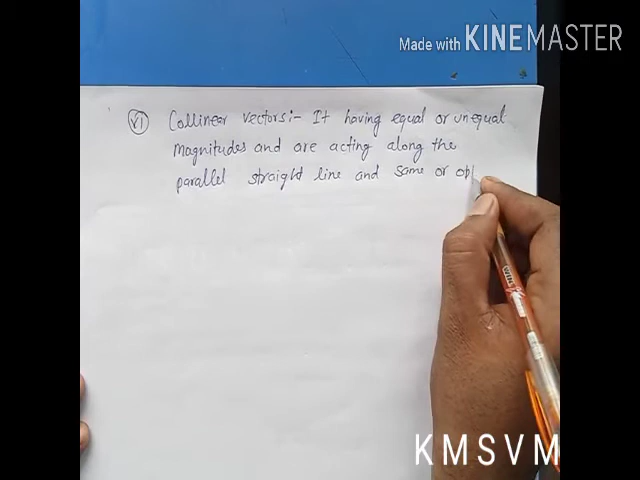 Made with KINEMASTER
VI Collinear vectors:- It having equal or unequal
Magnitudes and are acting along the
parallel straight line and same or opp
KMSVM